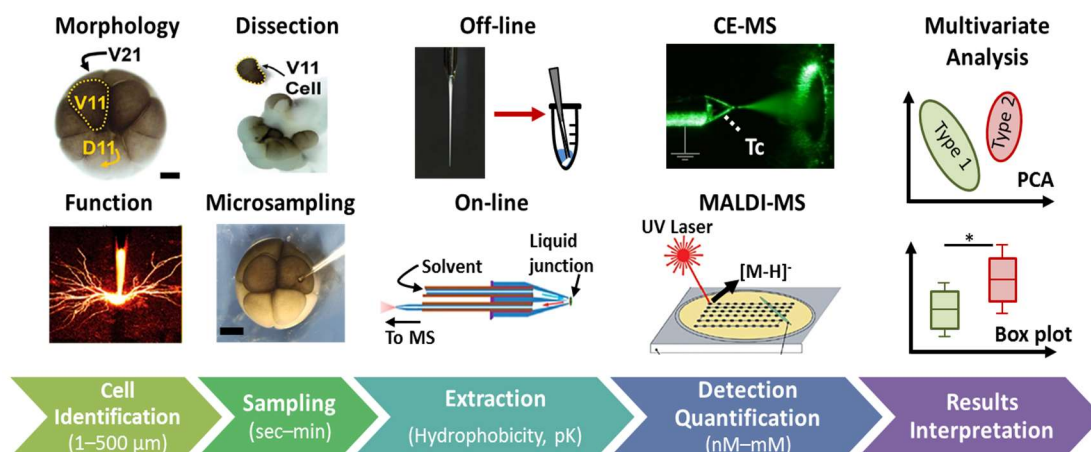 Morphology
V21
V11
D11
Function
Dissection
V11
Cell
Microsampling
Off-line
On-line
Solvent
Liquid
junction
To MS
CE-MS
Tc
MALDI-MS
UV Laser
[M-H]-
Multivariate
Analysis
Type 1
Type 2
PCA
*
Box plot
Cell
Identification
(1–500 µm)
Sampling
(sec–min)
Extraction
(Hydrophobicity, pK)
Detection
Quantification
(nM–mM)
Results
Interpretation